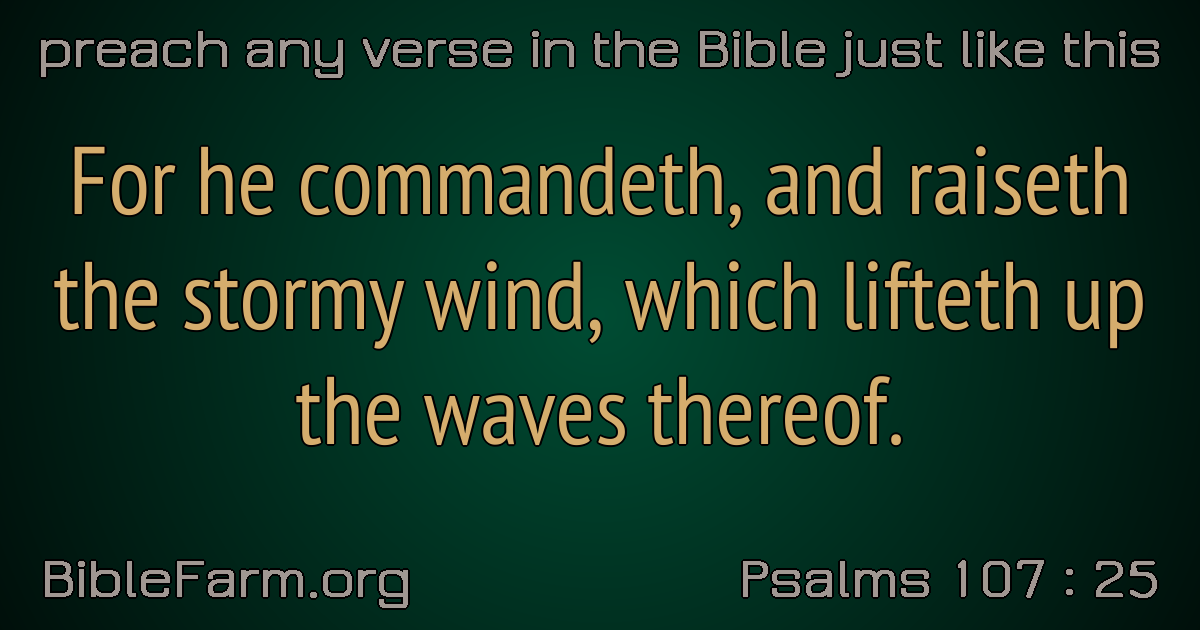 preach any verse in the Bible just like this
For he commandeth, and raiseth
the stormy wind, which lifteth up
the waves thereof.
BibleFarm.org
Psalms 107 : 25